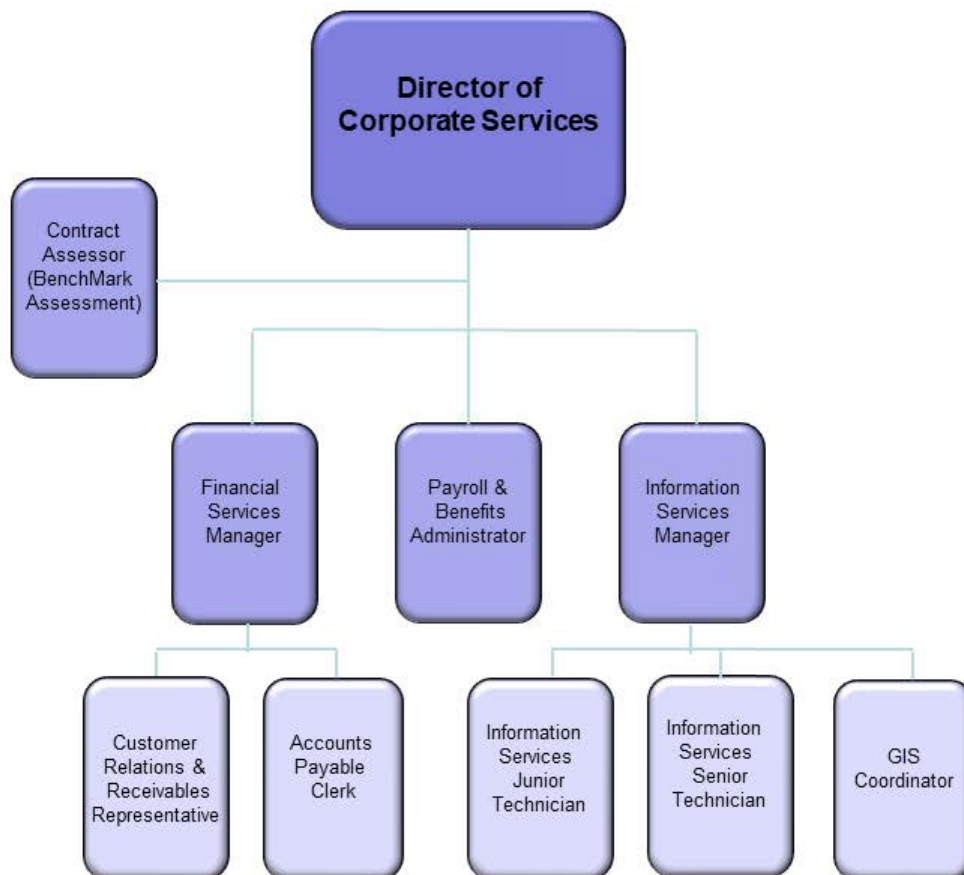 Director of
Corporate Services
Contract
Assessor
(BenchMark
Assessment)
Financial
Services
Manager
Payroll &
Benefits
Administrator
Information
Services
Manager
Customer
Relations &
Receivables
Representative
Accounts
Payable
Clerk
Information
Services
Junior
Technician
Information
Services
Senior
Technician
GIS
Coordinator